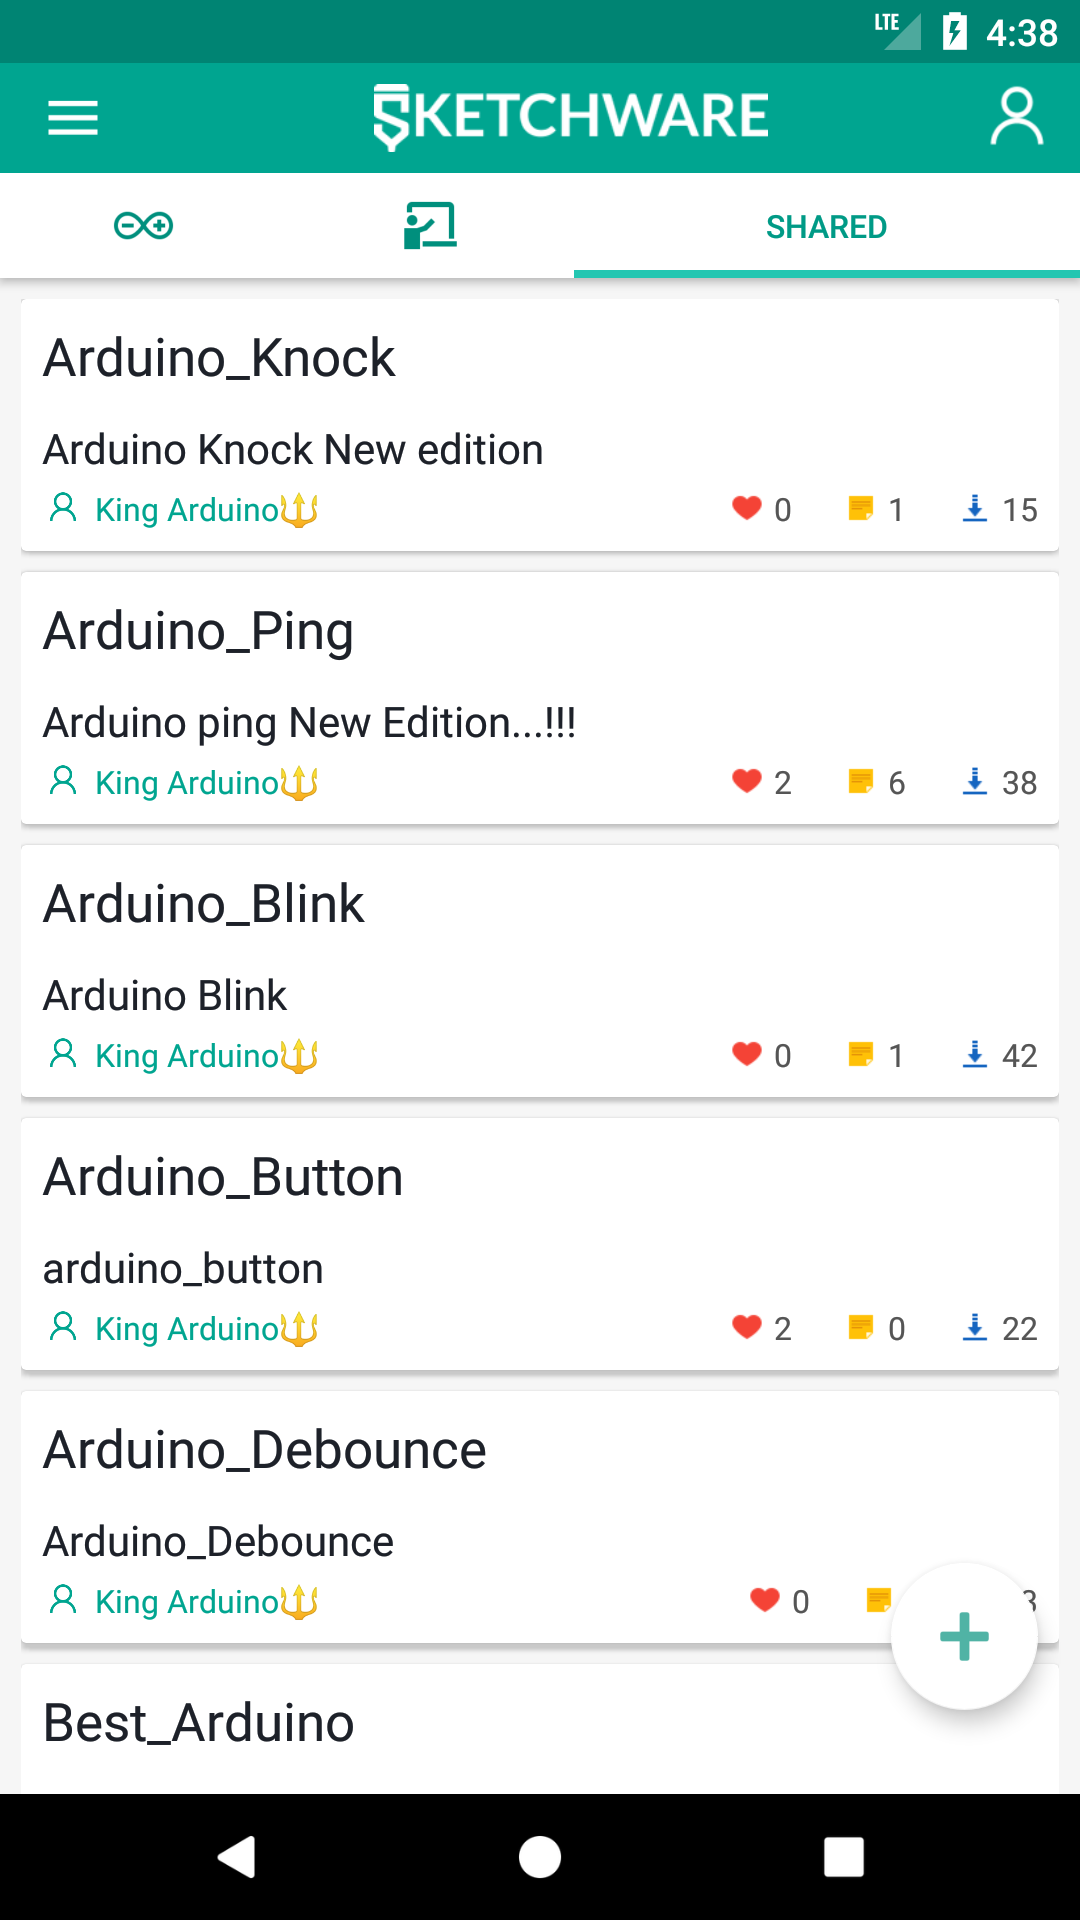 LTE 4:38
SKETCHWARE
SHARED
Arduino_Knock
Arduino Knock New edition
King Arduino🔱 0 1 15
Arduino_Ping
Arduino ping New Edition...!!!
King Arduino🔱 2 6 38
Arduino_Blink
Arduino Blink
King Arduino🔱 0 1 42
Arduino_Button
arduino_button
King Arduino🔱 2 0 22
Arduino_Debounce
Arduino_Debounce
King Arduino🔱 0
Best_Arduino